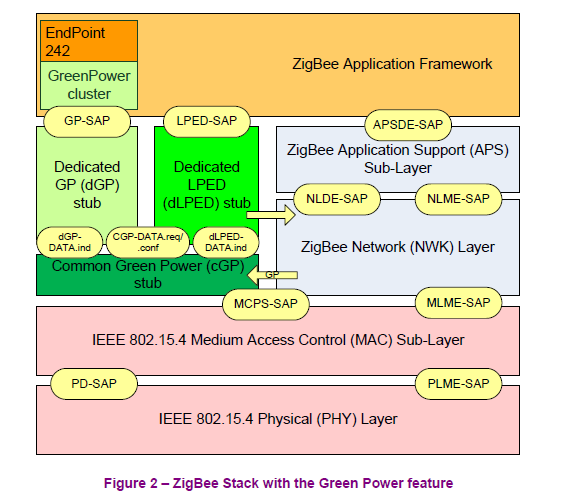 EndPoint
242
GreenPower
cluster
ZigBee Application Framework
GP-SAP
LPED-SAP
APSDE-SAP
Dedicated
GP (dGP)
stub
Dedicated
LPED
(dLPED) stub
ZigBee Application Support (APS)
Sub-Layer
NLDE-SAP
NLME-SAP
dGP-
DATA.ind
CGP-DATA.req/
.conf
dLPED-
DATA.ind
ZigBee Network (NWK) Layer
Common Green Power (cGP)
stub
GP
MCPS-SAP
MLME-SAP
IEEE 802.15.4 Medium Access Control (MAC) Sub-Layer
PD-SAP
PLME-SAP
IEEE 802.15.4 Physical (PHY) Layer
Figure 2 – ZigBee Stack with the Green Power feature